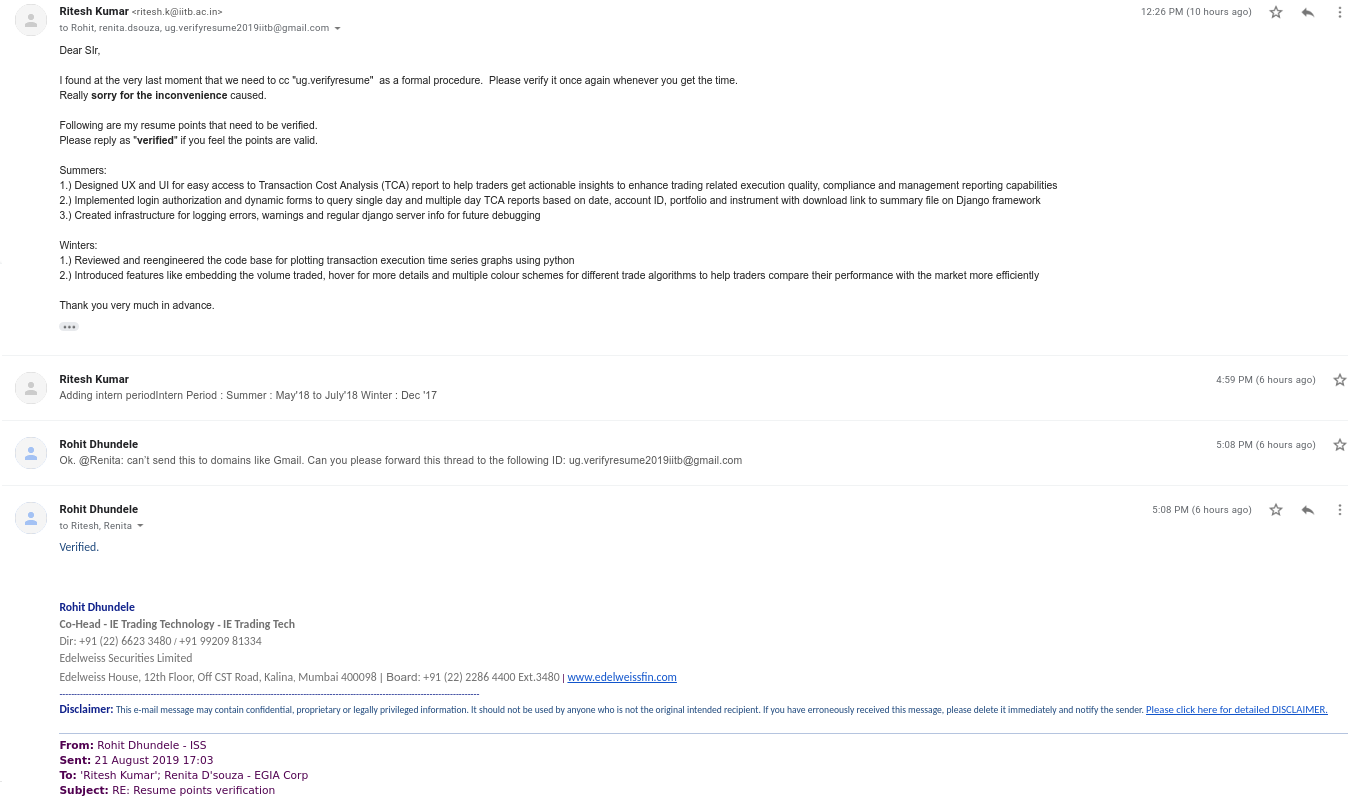 Ritesh Kumar <ritesh.k@iitb.ac.in> 12:26 PM (10 hours ago)
to Rohit, renita.dsouza, ug.verifyresume2019iitb@gmail.com
Dear SIr,
I found at the very last moment that we need to cc "ug.verifyresume"  as a formal procedure.  Please verify it once again whenever you get the time.
Really sorry for the inconvenience caused.
Following are my resume points that need to be verified.
Please reply as "verified" if you feel the points are valid.
Summers:
1.) Designed UX and UI for easy access to Transaction Cost Analysis (TCA) report to help traders get actionable insights to enhance trading related execution quality, compliance and management reporting capabilities
2.) Implemented login authorization and dynamic forms to query single day and multiple day TCA reports based on date, account ID, portfolio and instrument with download link to summary file on Django framework
3.) Created infrastructure for logging errors, warnings and regular django server info for future debugging
Winters:
1.) Reviewed and reengineered the code base for plotting transaction execution time series graphs using python
2.) Introduced features like embedding the volume traded, hover for more details and multiple colour schemes for different trade algorithms to help traders compare their performance with the market more efficiently
Thank you very much in advance.
Ritesh Kumar 4:59 PM (6 hours ago)
Adding intern periodIntern Period : Summer : May'18 to July'18 Winter : Dec '17
Rohit Dhundele 5:08 PM (6 hours ago)
Ok. @Renita: can't send this to domains like Gmail. Can you please forward this thread to the following ID: ug.verifyresume2019iitb@gmail.com
Rohit Dhundele 5:08 PM (6 hours ago)
to Ritesh, Renita
Verified.
Rohit Dhundele
Co-Head - IE Trading Technology - IE Trading Tech
Dir: +91 (22) 6623 3480 / +91 99209 81334
Edelweiss Securities Limited
Edelweiss House, 12th Floor, Off CST Road, Kalina, Mumbai 400098 | Board: +91 (22) 2286 4400 Ext.3480 | www.edelweissfin.com
Disclaimer: This e-mail message may contain confidential, proprietary or legally privileged information. It should not be used by anyone who is not the original intended recipient. If you have erroneously received this message, please delete it immediately and notify the sender. Please click here for detailed DISCLAIMER.
From: Rohit Dhundele - ISS
Sent: 21 August 2019 17:03
To: 'Ritesh Kumar'; Renita D'souza - EGIA Corp
Subject: RE: Resume points verification